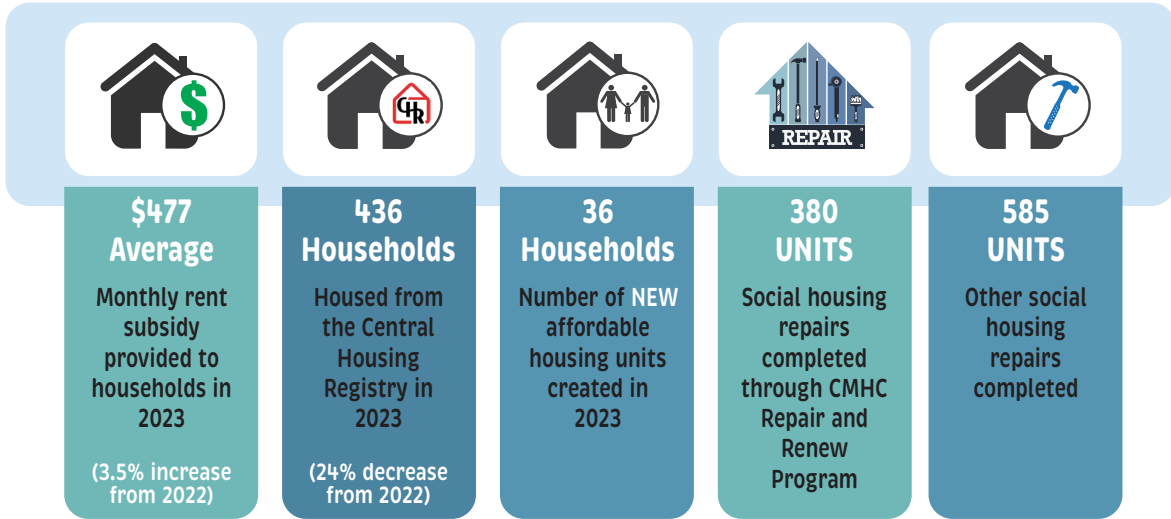 $
CHR
REPAIR
$477
Average
Monthly rent
subsidy
provided to
households in
2023
(3.5% increase
from 2022)
436
Households
Housed from
the Central
Housing
Registry in
2023
(24% decrease
from 2022)
36
Households
Number of NEW
affordable
housing units
created in
2023
380
UNITS
Social housing
repairs
completed
through CMHC
Repair and
Renew
Program
585
UNITS
Other social
housing
repairs
completed